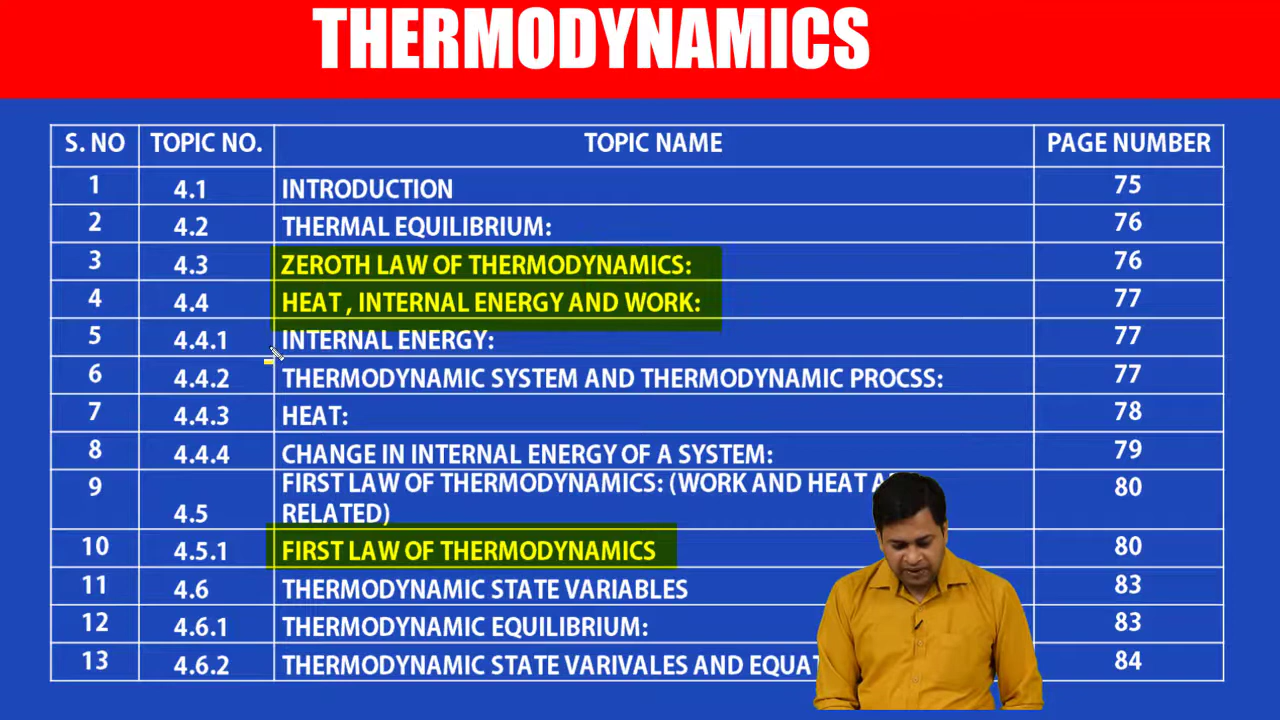 THERMODYNAMICS
S. NO TOPIC NO. TOPIC NAME PAGE NUMBER
1 4.1 INTRODUCTION 75
2 4.2 THERMAL EQUILIBRIUM: 76
3 4.3 ZEROTH LAW OF THERMODYNAMICS: 76
4 4.4 HEAT , INTERNAL ENERGY AND WORK: 77
5 4.4.1 INTERNAL ENERGY: 77
6 4.4.2 THERMODYNAMIC SYSTEM AND THERMODYNAMIC PROCSS: 77
7 4.4.3 HEAT: 78
8 4.4.4 CHANGE IN INTERNAL ENERGY OF A SYSTEM: 79
9 4.5 FIRST LAW OF THERMODYNAMICS: (WORK AND HEAT 80
RELATED)
10 4.5.1 FIRST LAW OF THERMODYNAMICS 80
11 4.6 THERMODYNAMIC STATE VARIABLES 83
12 4.6.1 THERMODYNAMIC EQUILIBRIUM: 83
13 4.6.2 THERMODYNAMIC STATE VARIVALES AND 84